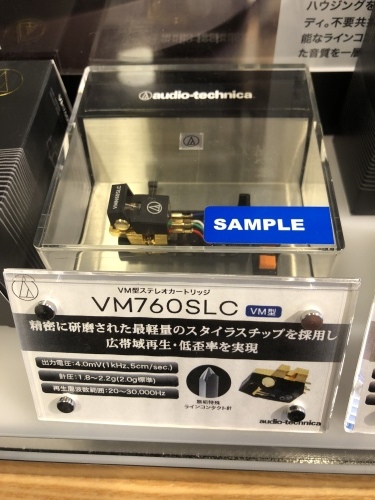 ハウジングを
ディ。不要共
能なラインコ
た音質を一層
audio-technica
VM760SLC
SAMPLE
VM型ステレオカートリッジ
VM760SLC VM型
精密に研磨された最軽量のスタイラスチップを採用し
広帯域再生・低歪率を実現
出力電圧:4.0mV(1kHz,5cm/sec.)
針圧:1.8〜2.2g(2.0g標準)
再生周波数範囲:20〜30,000Hz
無垢特殊
ラインコンタクト針
audio-technica